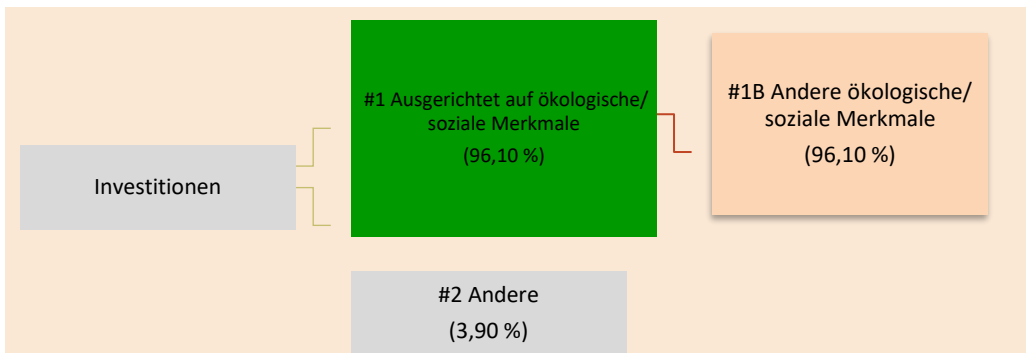 Investitionen
#1 Ausgerichtet auf ökologische/
soziale Merkmale
(96,10 %)
#1B Andere ökologische/
soziale Merkmale
(96,10 %)
#2 Andere
(3,90 %)